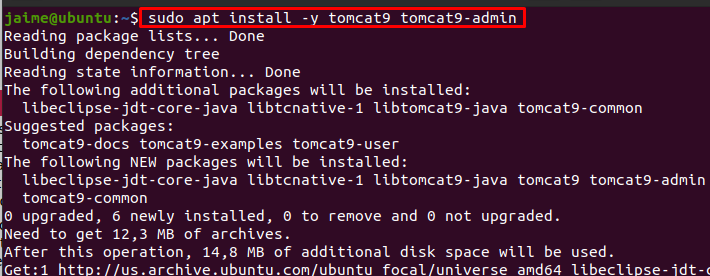 jaime@ubuntu:~$ sudo apt install -y tomcat9 tomcat9-admin
Reading package lists... Done
Building dependency tree
Reading state information... Done
The following additional packages will be installed:
  libeclipse-jdt-core-java libtcnative-1 libtomcat9-java tomcat9-common
Suggested packages:
  tomcat9-docs tomcat9-examples tomcat9-user
The following NEW packages will be installed:
  libeclipse-jdt-core-java libtcnative-1 libtomcat9-java tomcat9 tomcat9-admin
  tomcat9-common
0 upgraded, 6 newly installed, 0 to remove and 0 not upgraded.
Need to get 12,3 MB of archives.
After this operation, 14,8 MB of additional disk space will be used.
Get:1 http://us.archive.ubuntu.com/ubuntu focal/universe amd64 libeclipse-jdt-c